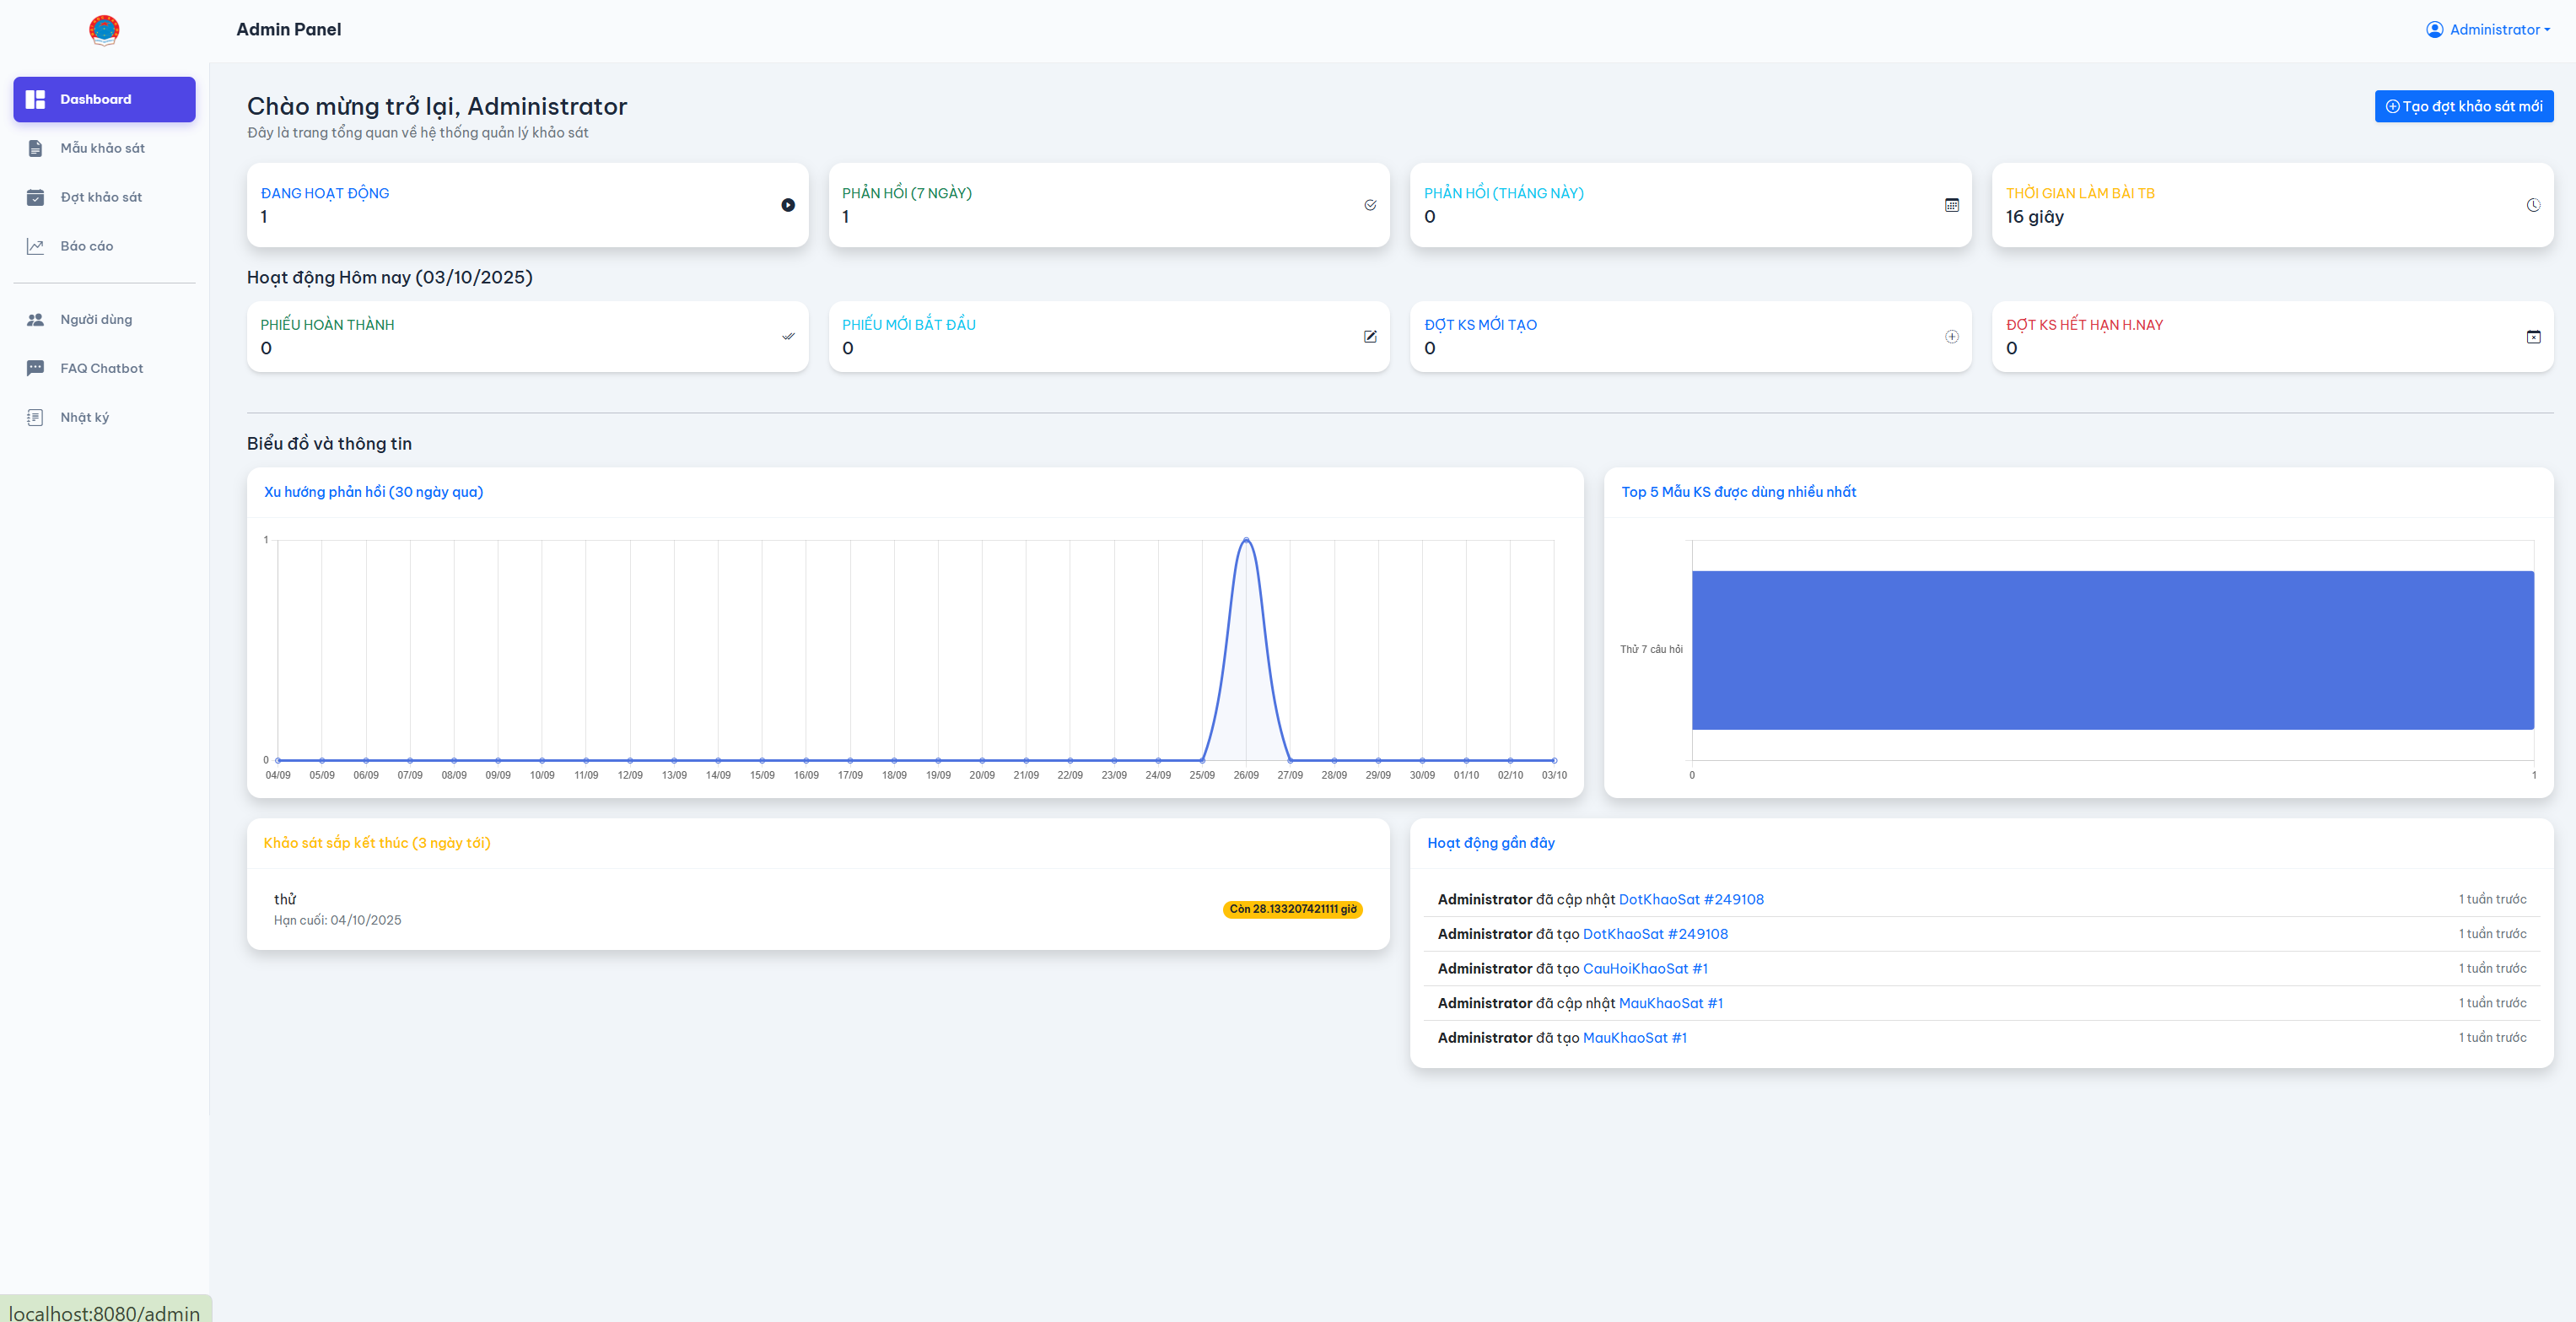 Admin Panel
Administrator
Dashboard
Mẫu khảo sát
Đợt khảo sát
Báo cáo
Người dùng
FAQ Chatbot
Nhật ký
Chào mừng trở lại, Administrator
Đây là trang tổng quan về hệ thống quản lý khảo sát
Tạo đợt khảo sát mới
ĐANG HOẠT ĐỘNG
1
PHẢN HỒI (7 NGÀY)
1
PHẢN HỒI (THÁNG NÀY)
0
THỜI GIAN LÀM BÀI TB
16 giây
Hoạt động Hôm nay (03/10/2025)
PHIẾU HOÀN THÀNH
0
PHIẾU MỚI BẮT ĐẦU
0
ĐỢT KS MỚI TẠO
0
ĐỢT KS HẾT HẠN H.NAY
0
Biểu đồ và thông tin
Xu hướng phản hồi (30 ngày qua)
1
0
04/09 05/09 06/09 07/09 08/09 09/09 10/09 11/09 12/09 13/09 14/09 15/09 16/09 17/09 18/09 19/09 20/09 21/09 22/09 23/09 24/09 25/09 26/09 27/09 28/09 29/09 30/09 01/10 02/10 03/10
Top 5 Mẫu KS được dùng nhiều nhất
Thử 7 câu hỏi
0 1
Khảo sát sắp kết thúc (3 ngày tới)
thử
Hạn cuối: 04/10/2025
Còn 28.133207421111 giờ
Hoạt động gần đây
Administrator đã cập nhật DotKhaoSat #249108 1 tuần trước
Administrator đã tạo DotKhaoSat #249108 1 tuần trước
Administrator đã tạo CauHoiKhaoSat #1 1 tuần trước
Administrator đã cập nhật MauKhaoSat #1 1 tuần trước
Administrator đã tạo MauKhaoSat #1 1 tuần trước
localhost:8080/admin